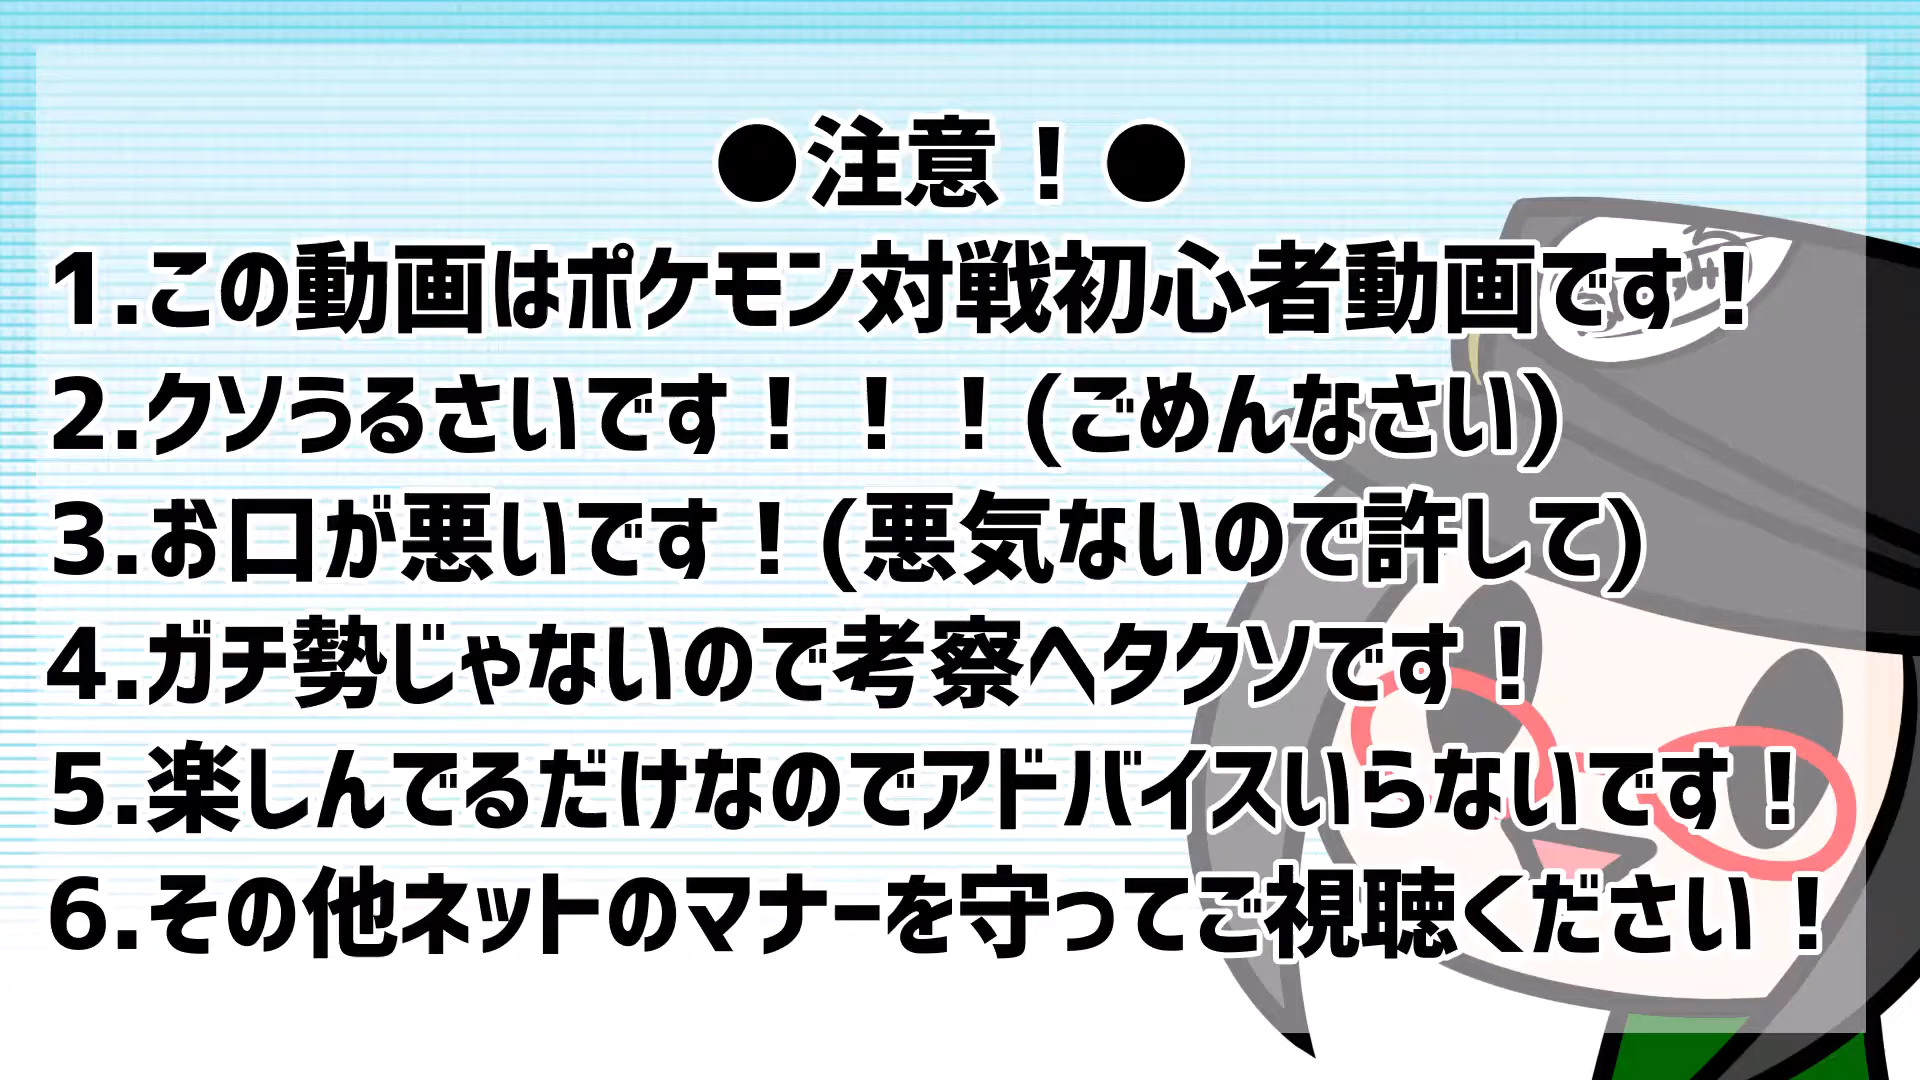 ●注意！●
1.この動画はポケモン対戦初心者動画です！
2.クソうるさいです！！！(ごめんなさい)
3.お口が悪いです！(悪気ないので許して)
4.ガチ勢じゃないので考察ヘタクソです！
5.楽しんでるだけなのでアドバイスいらないです！
6.その他ネットのマナーを守ってご視聴ください！